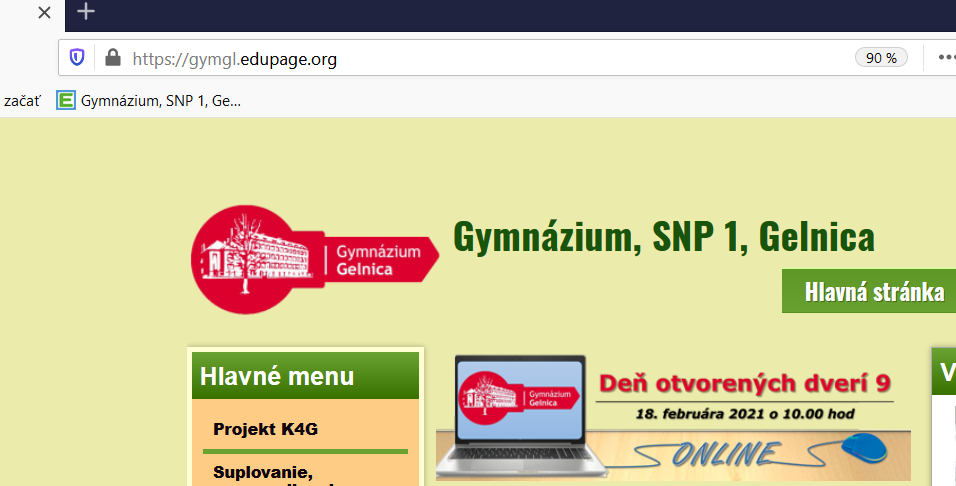 https://gymgl.edupage.org
90 %
začať
Gymnázium, SNP 1, Ge...
Gymnázium
Gelnica
Gymnázium, SNP 1, Gelnica
Hlavná stránka
Hlavné menu
Projekt K4G
Suplovanie,
Gymnázium
Gelnica
Deň otvorených dverí 9
18. februára 2021 o 10.00 hod
ONLINE
V